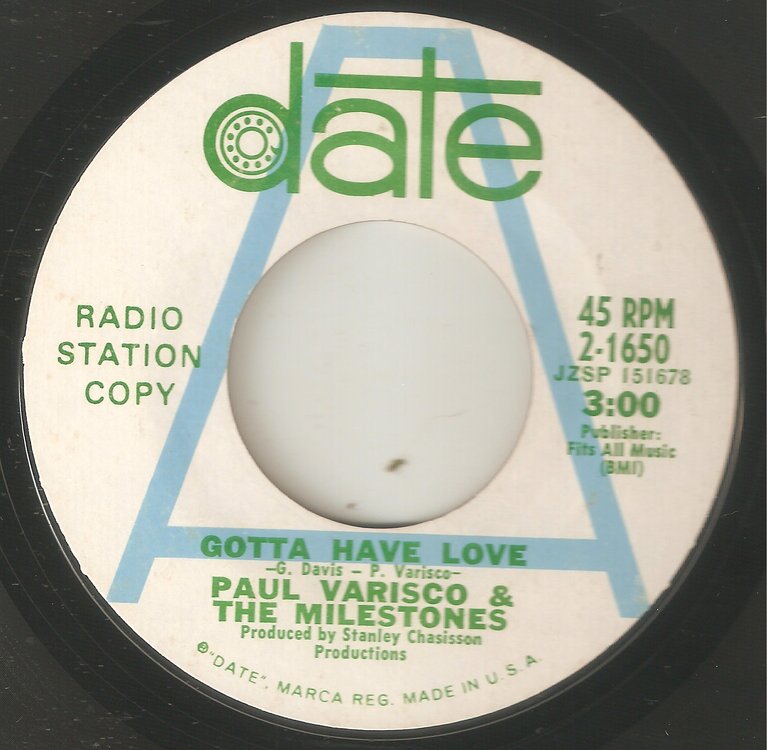 date
RADIO
STATION
COPY
45 RPM
2-1650
JZSP 151678
3:00
Publisher:
Fits All Music
(BMI)
A
GOTTA HAVE LOVE
—G. Davis — P. Varisco—
PAUL VARISCO &
THE MILESTONES
Produced by Stanley Chasisson
Productions
℗ "DATE", MARCA REG. MADE IN U.S.A.